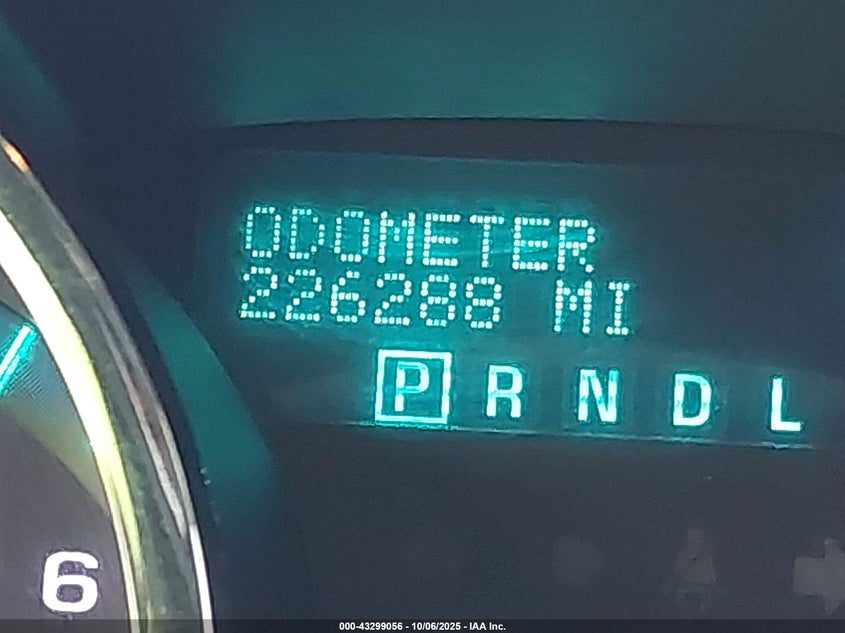 ODOMETER
226288 MI
P R N D L
6
000-43299056 - 10/06/2025 - IAA Inc.